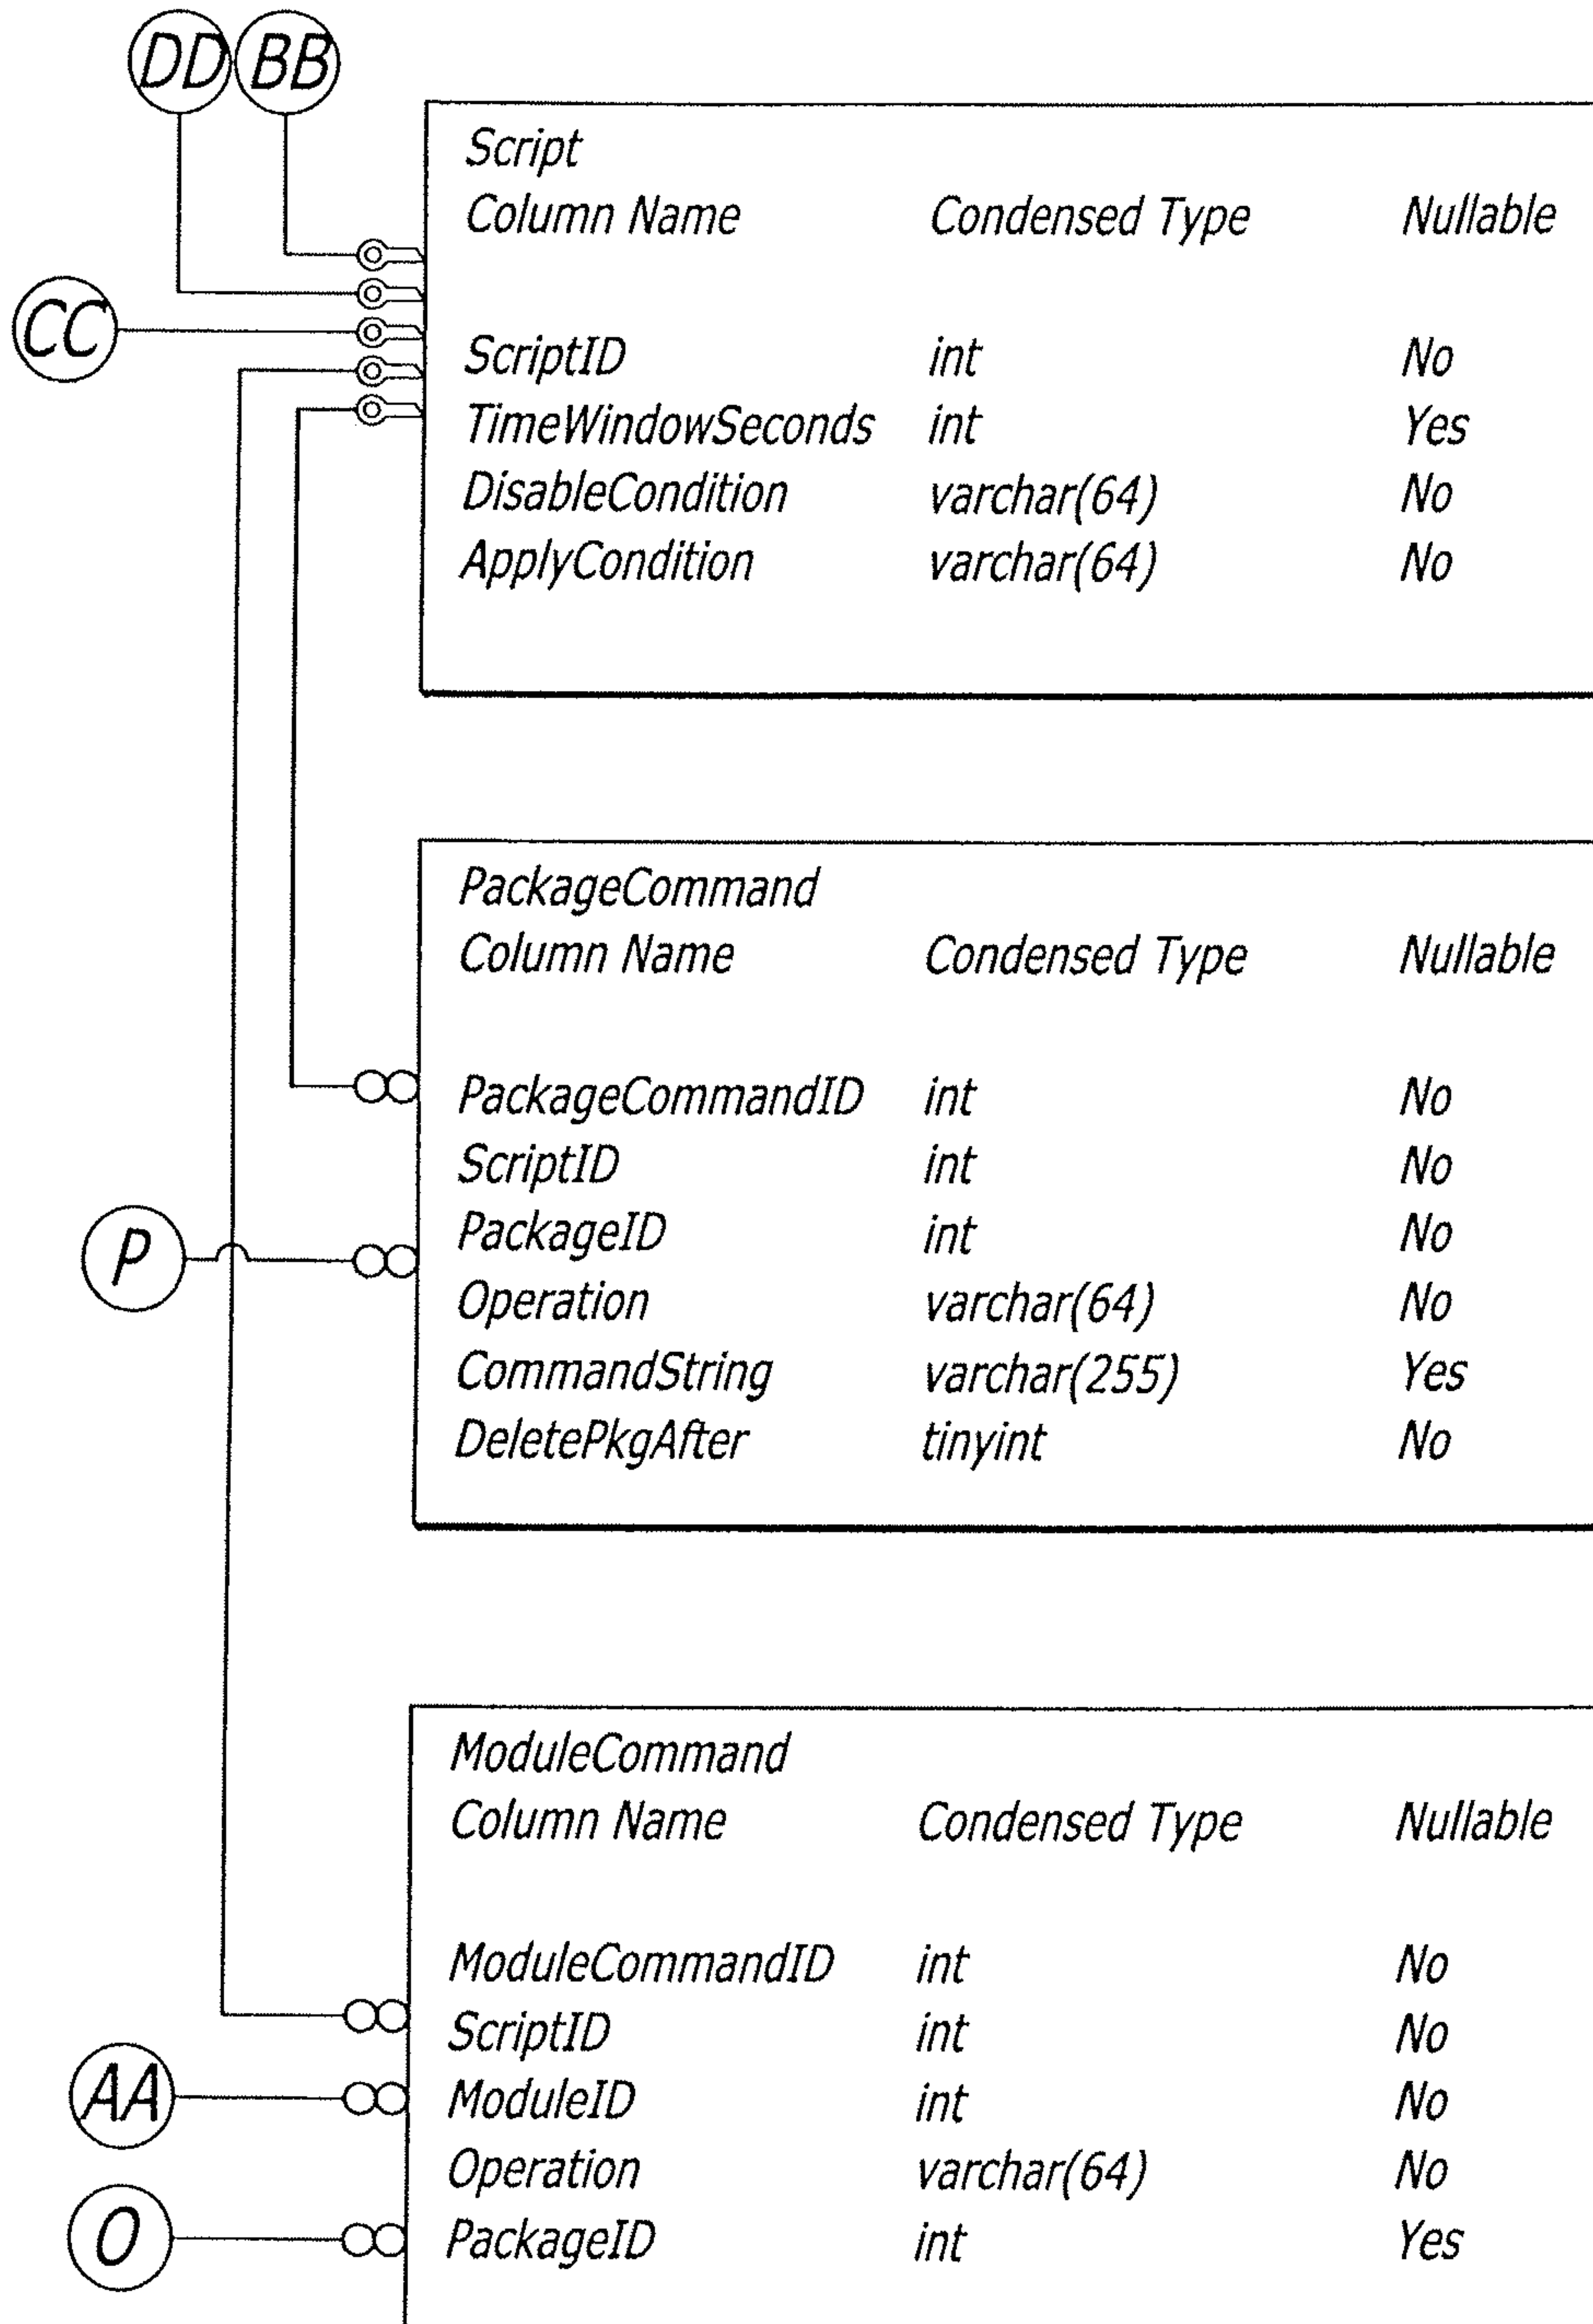 DD BB
Script
Column Name Condensed Type Nullable
CC
ScriptID int No
TimeWindowSeconds int Yes
DisableCondition varchar(64) No
ApplyCondition varchar(64) No
PackageCommand
Column Name Condensed Type Nullable
PackageCommandID int No
ScriptID int No
P
PackageID int No
Operation varchar(64) No
CommandString varchar(255) Yes
DeletePkgAfter tinyint No
ModuleCommand
Column Name Condensed Type Nullable
ModuleCommandID int No
ScriptID int No
AA
ModuleID int No
Operation varchar(64) No
O
PackageID int Yes